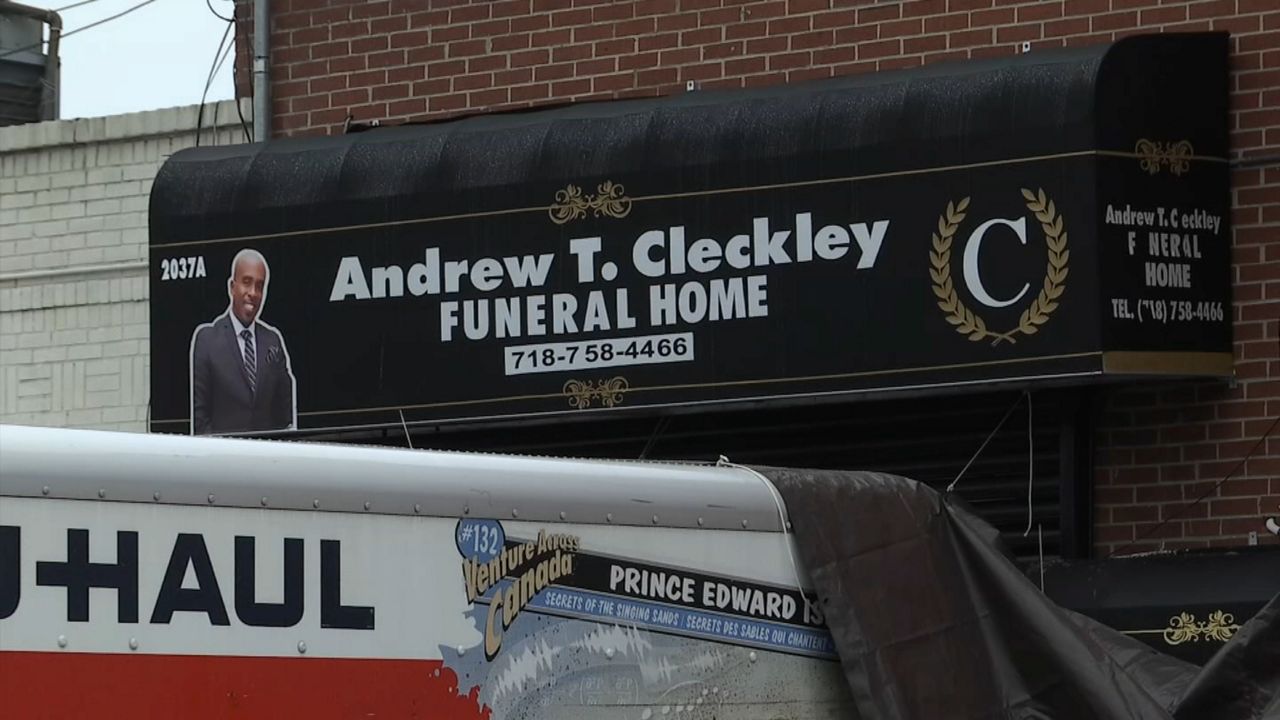 2037A
Andrew T. Cleckley
FUNERAL HOME
718-758-4466
C
Andrew T. C eckley
F NERAL
HOME
TEL. (718) 758-4466
U-HAUL
#132
Venture Across
Canada
PRINCE EDWARD IS
SECRETS OF THE SINGING SANDS | SECRETS DES SABLES QUI CHANTENT